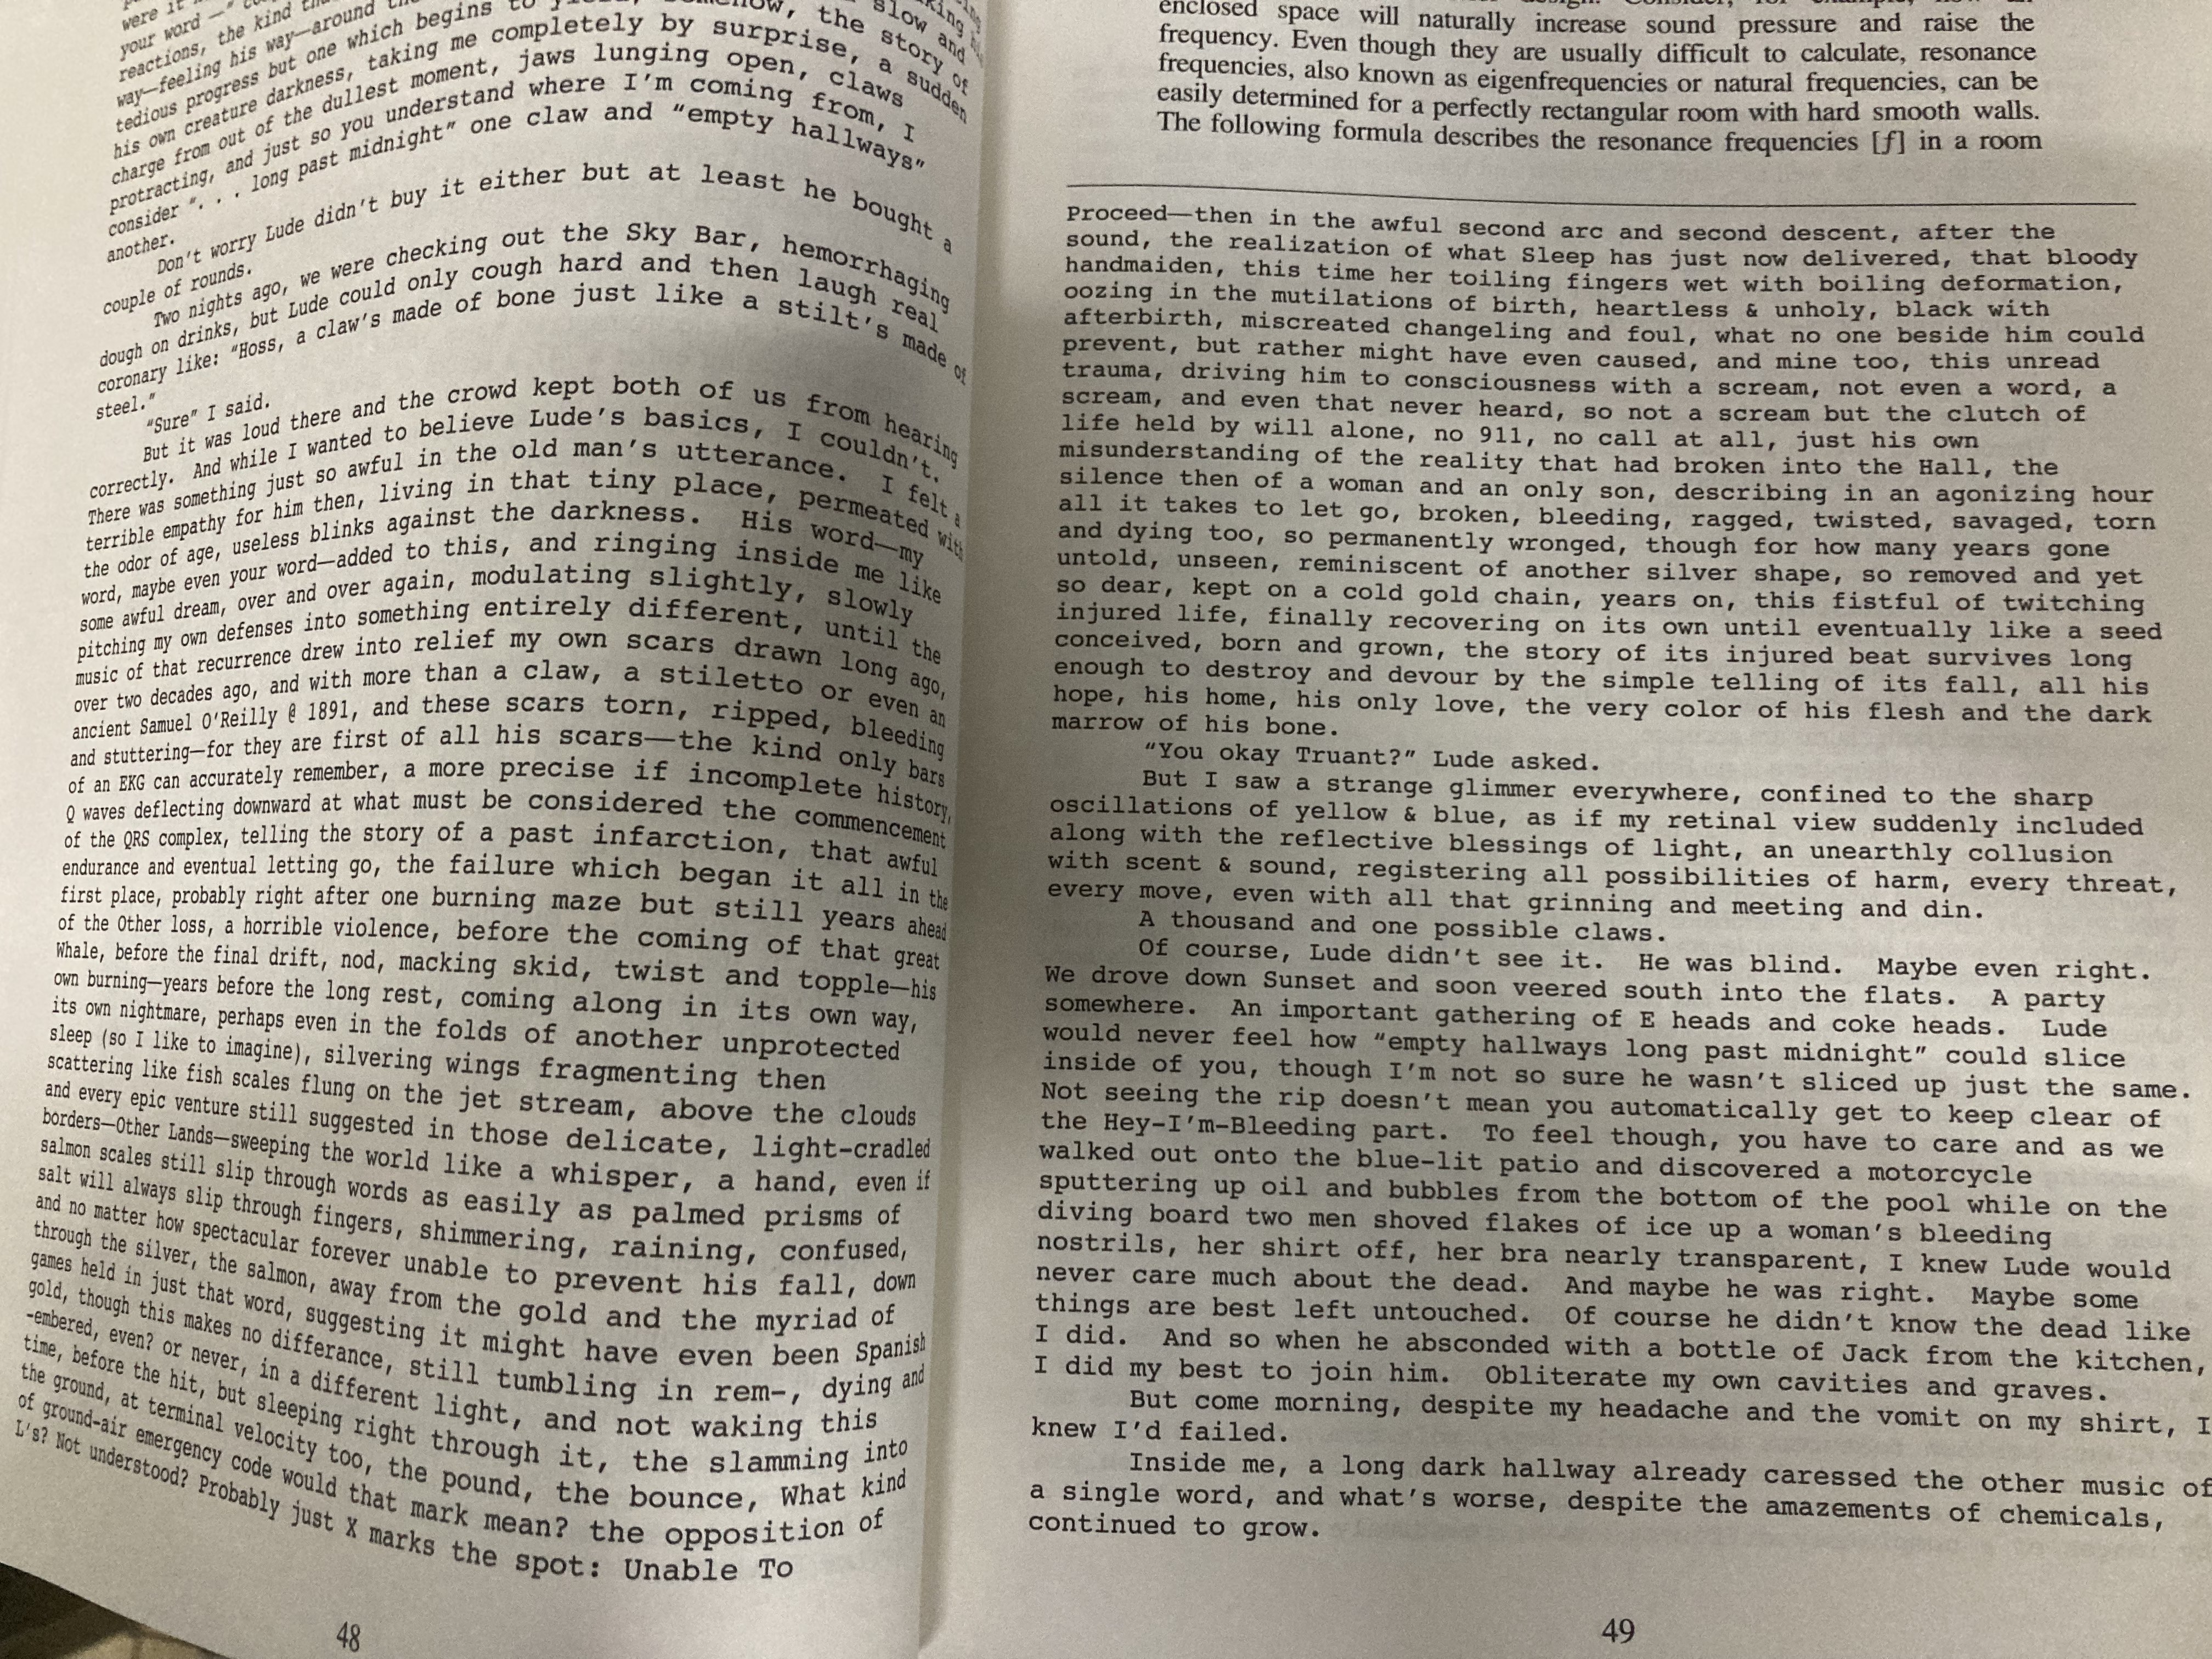 were it
your word —"
reactions, the kind
way—feeling his way—around
slow and
tedious progress but one which begins to
the story of
his own creature darkness, taking me completely by surprise, a sudden
charge from out of the dullest moment, jaws lunging open, claws
protracting, and just so you understand where I'm coming from, I
consider ". . . long past midnight" one claw and "empty hallways"
another.
Don't worry Lude didn't buy it either but at least he bought a
couple of rounds.
Two nights ago, we were checking out the Sky Bar, hemorrhaging
dough on drinks, but Lude could only cough hard and then laugh real
coronary like: "Hoss, a claw's made of bone just like a stilt's made of
steel."
"Sure" I said.
But it was loud there and the crowd kept both of us from hearing
correctly. And while I wanted to believe Lude's basics, I couldn't.
There was something just so awful in the old man's utterance. I felt a
terrible empathy for him then, living in that tiny place, permeated with
the odor of age, useless blinks against the darkness. His word—my
word, maybe even your word—added to this, and ringing inside me like
some awful dream, over and over again, modulating slightly, slowly
pitching my own defenses into something entirely different, until the
music of that recurrence drew into relief my own scars drawn long ago,
over two decades ago, and with more than a claw, a stiletto or even an
ancient Samuel O'Reilly @ 1891, and these scars torn, ripped, bleeding
and stuttering—for they are first of all his scars—the kind only bars
of an EKG can accurately remember, a more precise if incomplete history,
Q waves deflecting downward at what must be considered the commencement
of the QRS complex, telling the story of a past infarction, that awful
endurance and eventual letting go, the failure which began it all in the
first place, probably right after one burning maze but still years ahead
of the Other loss, a horrible violence, before the coming of that great
Whale, before the final drift, nod, macking skid, twist and topple—his
own burning—years before the long rest, coming along in its own way,
its own nightmare, perhaps even in the folds of another unprotected
sleep (so I like to imagine), silvering wings fragmenting then
scattering like fish scales flung on the jet stream, above the clouds
and every epic venture still suggested in those delicate, light-cradled
borders—Other Lands—sweeping the world like a whisper, a hand, even if
salmon scales still slip through words as easily as palmed prisms of
salt will always slip through fingers, shimmering, raining, confused,
and no matter how spectacular forever unable to prevent his fall, down
through the silver, the salmon, away from the gold and the myriad of
games held in just that word, suggesting it might have even been Spanish
gold, though this makes no differance, still tumbling in rem-, dying and
-embered, even? or never, in a different light, and not waking this
time, before the hit, but sleeping right through it, the slamming into
the ground, at terminal velocity too, the pound, the bounce, What kind
of ground-air emergency code would that mark mean? the opposition of
L's? Not understood? Probably just X marks the spot: Unable To
48
enclosed space will naturally increase sound pressure and raise the
frequency. Even though they are usually difficult to calculate, resonance
frequencies, also known as eigenfrequencies or natural frequencies, can be
easily determined for a perfectly rectangular room with hard smooth walls.
The following formula describes the resonance frequencies [f] in a room
Proceed—then in the awful second arc and second descent, after the
sound, the realization of what Sleep has just now delivered, that bloody
handmaiden, this time her toiling fingers wet with boiling deformation,
oozing in the mutilations of birth, heartless & unholy, black with
afterbirth, miscreated changeling and foul, what no one beside him could
prevent, but rather might have even caused, and mine too, this unread
trauma, driving him to consciousness with a scream, not even a word, a
scream, and even that never heard, so not a scream but the clutch of
life held by will alone, no 911, no call at all, just his own
misunderstanding of the reality that had broken into the Hall, the
silence then of a woman and an only son, describing in an agonizing hour
all it takes to let go, broken, bleeding, ragged, twisted, savaged, torn
and dying too, so permanently wronged, though for how many years gone
untold, unseen, reminiscent of another silver shape, so removed and yet
so dear, kept on a cold gold chain, years on, this fistful of twitching
injured life, finally recovering on its own until eventually like a seed
conceived, born and grown, the story of its injured beat survives long
enough to destroy and devour by the simple telling of its fall, all his
hope, his home, his only love, the very color of his flesh and the dark
marrow of his bone.
"You okay Truant?" Lude asked.
But I saw a strange glimmer everywhere, confined to the sharp
oscillations of yellow & blue, as if my retinal view suddenly included
along with the reflective blessings of light, an unearthly collusion
with scent & sound, registering all possibilities of harm, every threat,
every move, even with all that grinning and meeting and din.
A thousand and one possible claws.
Of course, Lude didn't see it. He was blind. Maybe even right.
We drove down Sunset and soon veered south into the flats. A party
somewhere. An important gathering of E heads and coke heads. Lude
would never feel how "empty hallways long past midnight" could slice
inside of you, though I'm not so sure he wasn't sliced up just the same.
Not seeing the rip doesn't mean you automatically get to keep clear of
the Hey-I'm-Bleeding part. To feel though, you have to care and as we
walked out onto the blue-lit patio and discovered a motorcycle
sputtering up oil and bubbles from the bottom of the pool while on the
diving board two men shoved flakes of ice up a woman's bleeding
nostrils, her shirt off, her bra nearly transparent, I knew Lude would
never care much about the dead. And maybe he was right. Maybe some
things are best left untouched. Of course he didn't know the dead like
I did. And so when he absconded with a bottle of Jack from the kitchen,
I did my best to join him. Obliterate my own cavities and graves.
But come morning, despite my headache and the vomit on my shirt, I
knew I'd failed.
Inside me, a long dark hallway already caressed the other music of
a single word, and what's worse, despite the amazements of chemicals,
continued to grow.
49